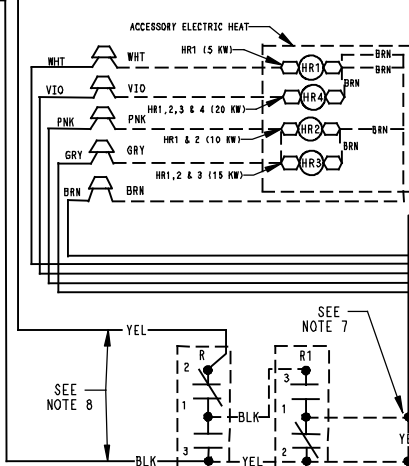 ACCESSORY ELECTRIC HEAT
HR1 (5 KW)
BRN
WHT
WHT
HR1
BRN
VIO
VIO
BRN
HR4
HR1,2,3 & 4 (20 KW)
PNK
PNK
HR2
BRN
HR1 & 2 (10 KW)
BRN
GRY
GRY
HR3
HR1,2 & 3 (15 KW)
BRN
BRN
SEE
NOTE 7
YEL
R
R1
2
3
SEE
NOTE 8
1
BLK
1
3
2
BLK
YEL